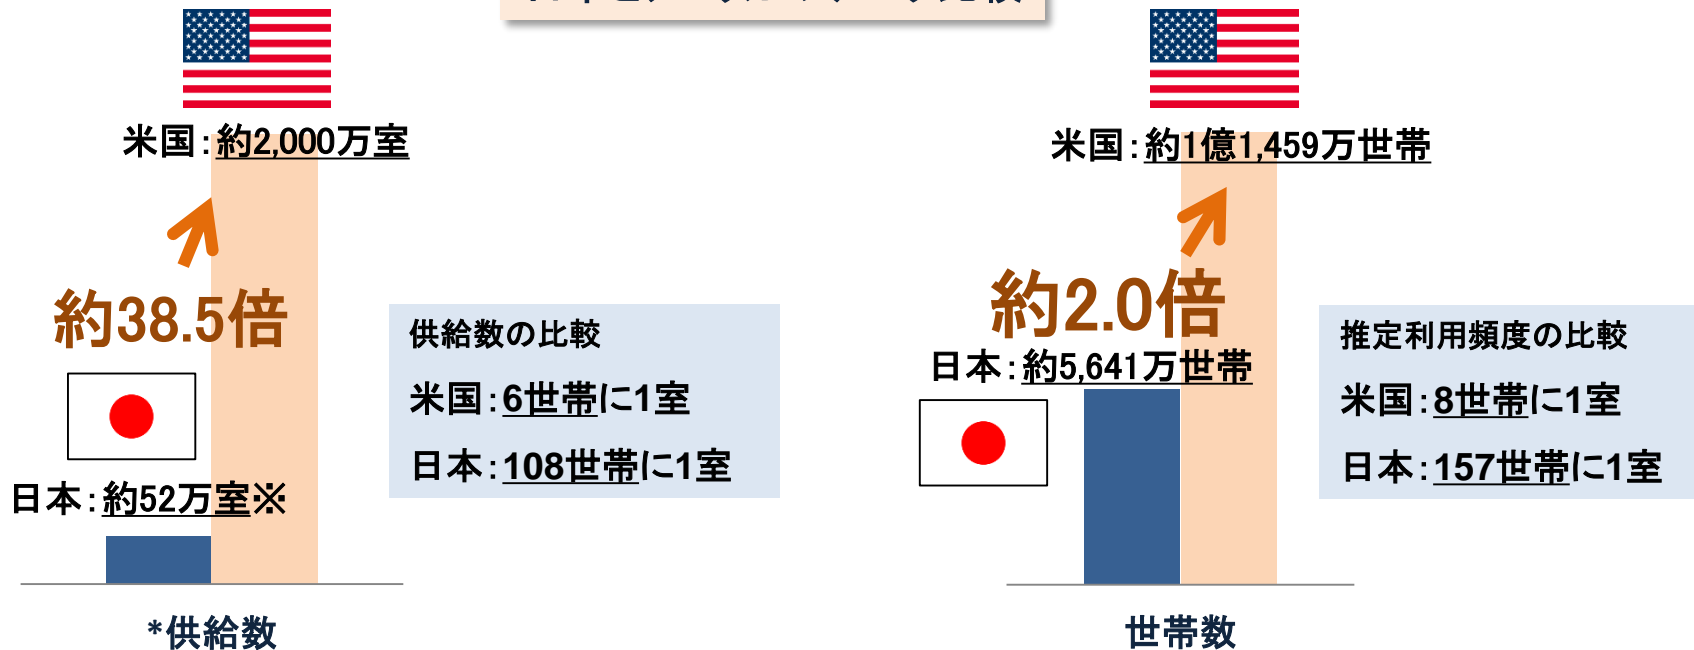 米国：約2,000万室
約38.5倍
日本：約52万室※
*供給数
供給数の比較
米国：6世帯に1室
日本：108世帯に1室
米国：約1億1,459万世帯
約2.0倍
日本：約5,641万世帯
世帯数
推定利用頻度の比較
米国：8世帯に1室
日本：157世帯に1室